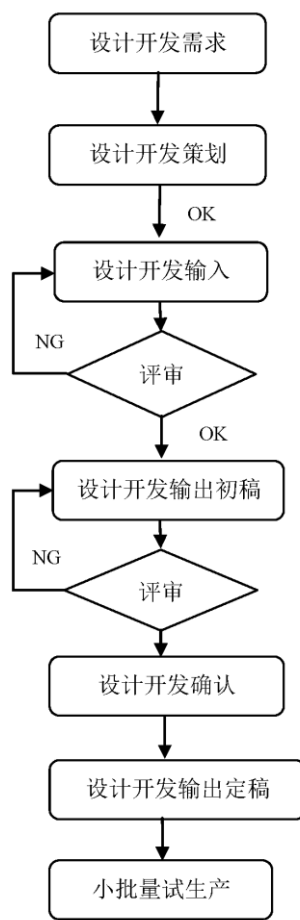 设计开发需求
设计开发策划
OK
设计开发输入
NG
评审
OK
设计开发输出初稿
NG
评审
设计开发确认
设计开发输出定稿
小批量试生产